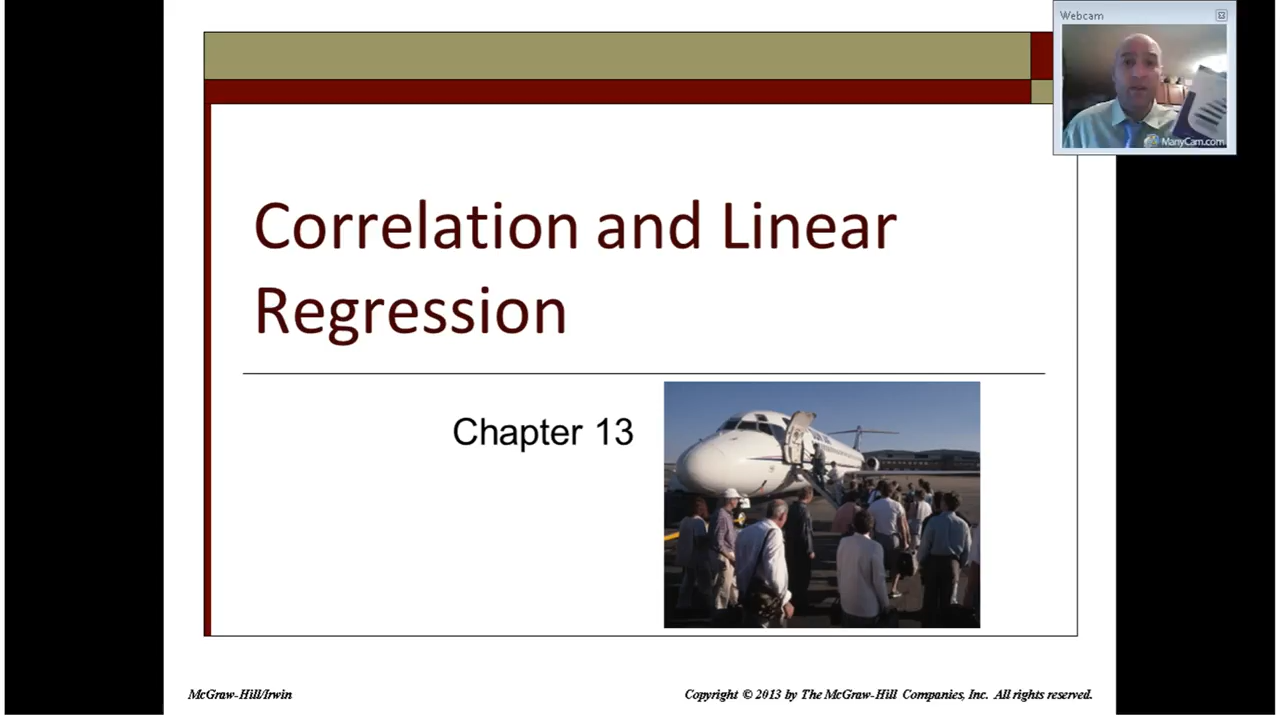 Webcam
ManyCam.com
Correlation and Linear
Regression
Chapter 13
McGraw-Hill/Irwin
Copyright © 2013 by The McGraw-Hill Companies, Inc. All rights reserved.